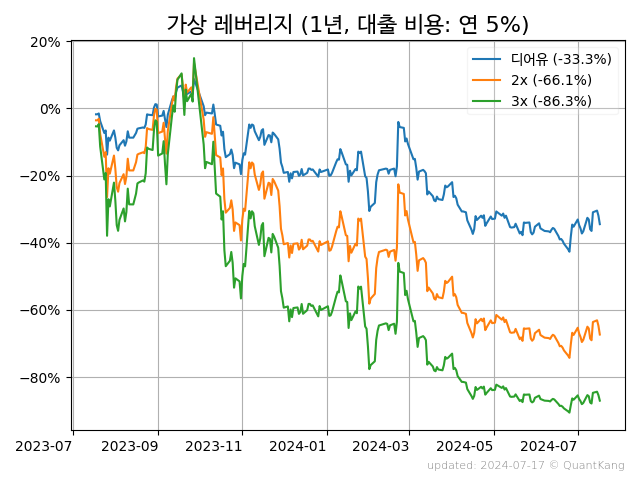 가상 레버리지 (1년, 대출 비용: 연 5%)
20%
0%
−20%
−40%
−60%
−80%
디어유 (-33.3%)
2x (-66.1%)
3x (-86.3%)
2023-07 2023-09 2023-11 2024-01 2024-03 2024-05 2024-07
updated: 2024-07-17 © QuantKang